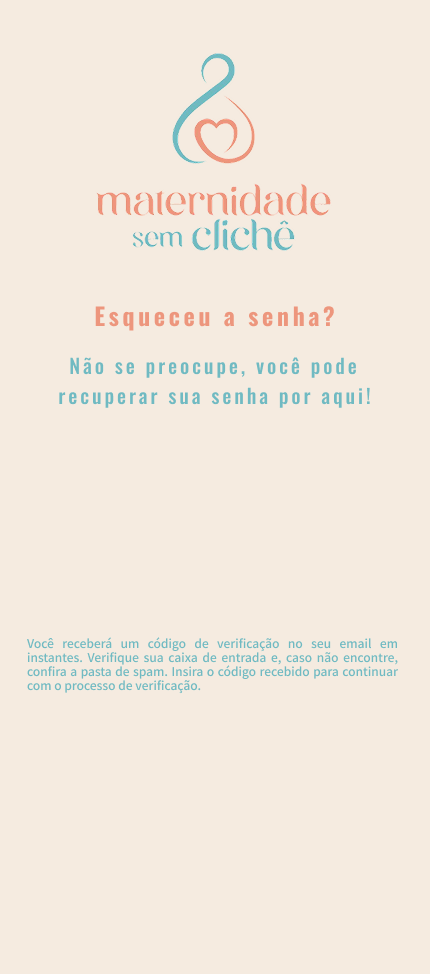 maternidade
sem clichê
Esqueceu a senha?
Não se preocupe, você pode
recuperar sua senha por aqui!
Você receberá um código de verificação no seu email em
instantes. Verifique sua caixa de entrada e, caso não encontre,
confira a pasta de spam. Insira o código recebido para continuar
com o processo de verificação.